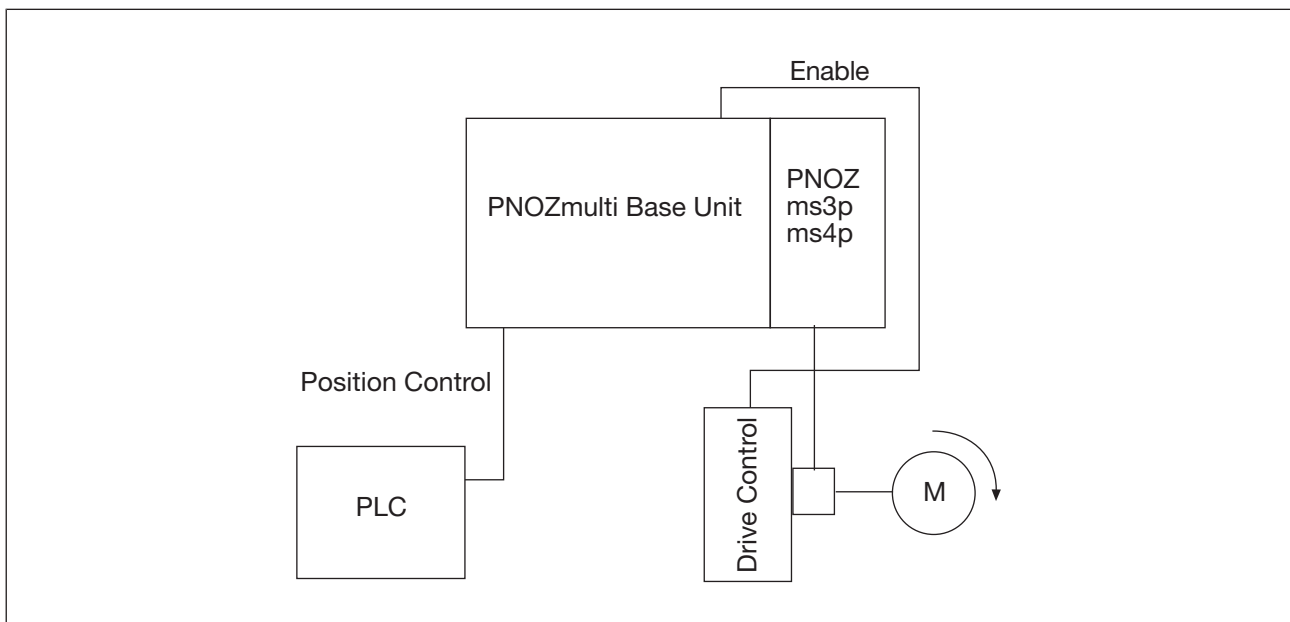 Enable
PNOZmulti Base Unit
PNOZ
ms3p
ms4p
Position Control
PLC
Drive Control
M